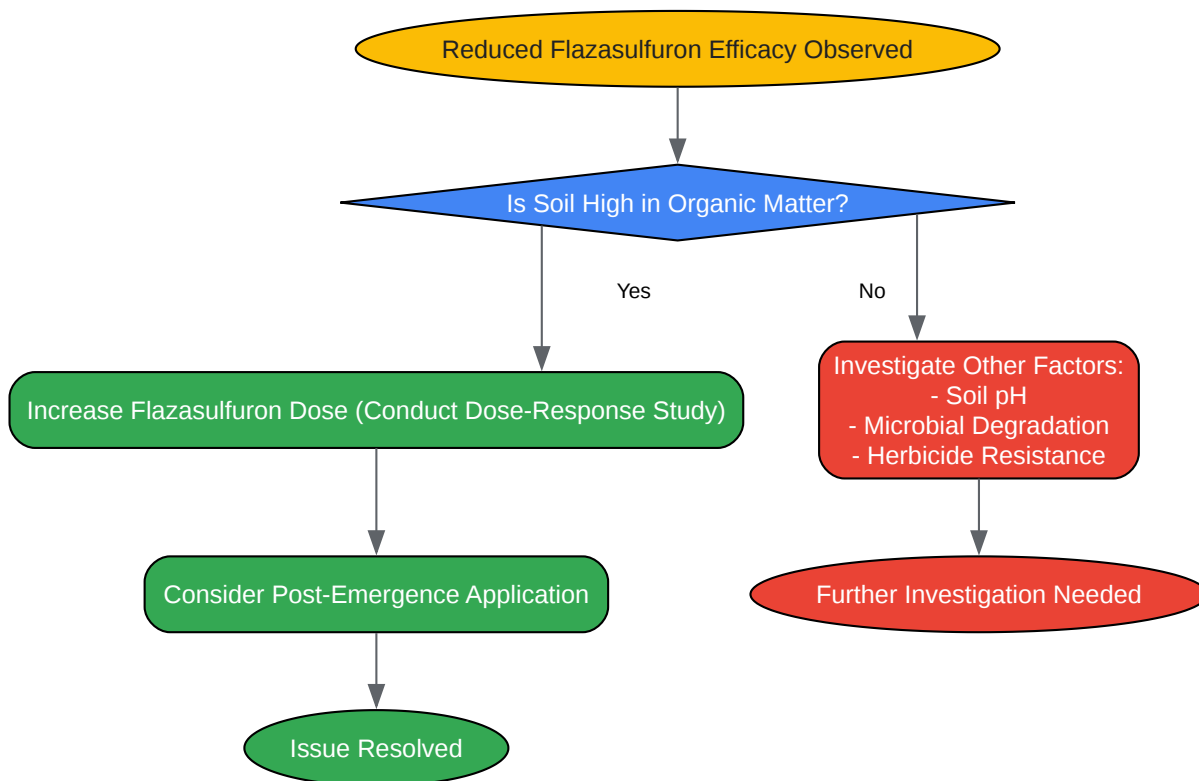 Reduced Flazasulfuron Efficacy Observed
Is Soil High in Organic Matter?
Yes
No
Increase Flazasulfuron Dose (Conduct Dose-Response Study)
Investigate Other Factors:
- Soil pH
- Microbial Degradation
- Herbicide Resistance
Consider Post-Emergence Application
Further Investigation Needed
Issue Resolved